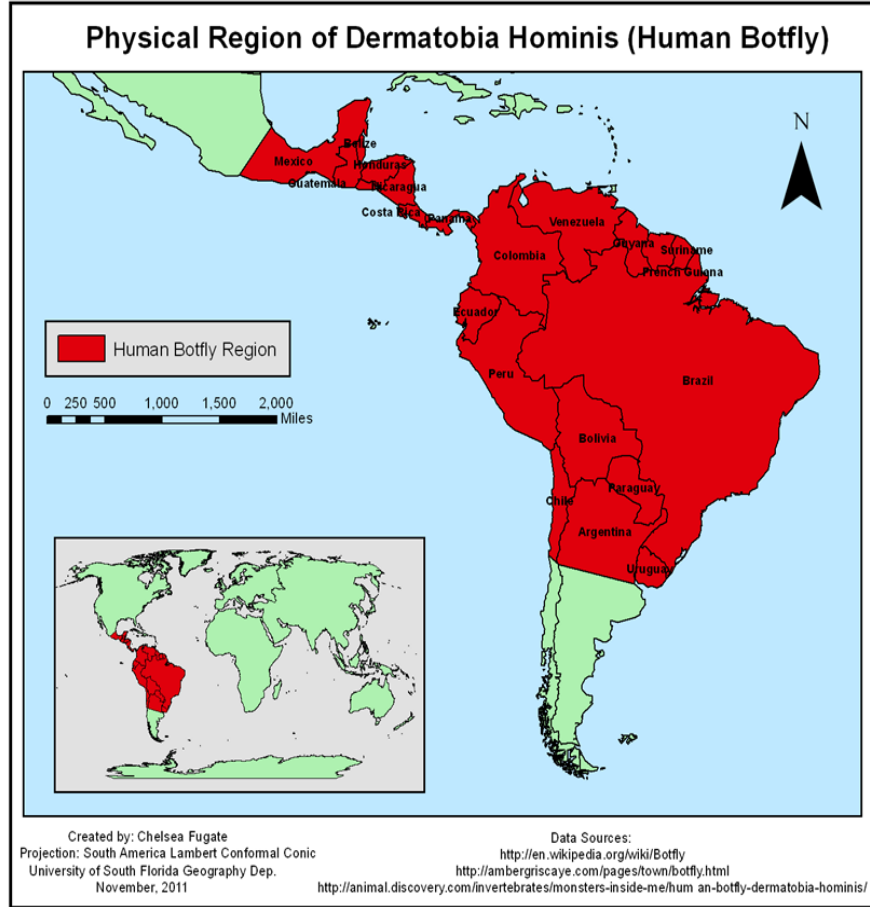 Physical Region of Dermatobia Hominis (Human Botfly)
N
Mexico
Belize
Honduras
Guatemala
Nicaragua
Costa Rica
Panama
Venezuela
Guyana
Suriname
Colombia
French Guiana
Ecuador
Human Botfly Region
Peru
Brazil
0 250 500 1,000 1,500 2,000
Miles
Bolivia
Paraguay
Chile
Argentina
Uruguay
Created by: Chelsea Fugate
Projection: South America Lambert Conformal Conic
University of South Florida Geography Dep.
November, 2011
Data Sources:
http://en.wikipedia.org/wiki/Botfly
http://ambergriscaye.com/pages/town/botfly.html
http://animal.discovery.com/invertebrates/monsters-inside-me/hum an-botfly-dermatobia-hominis/